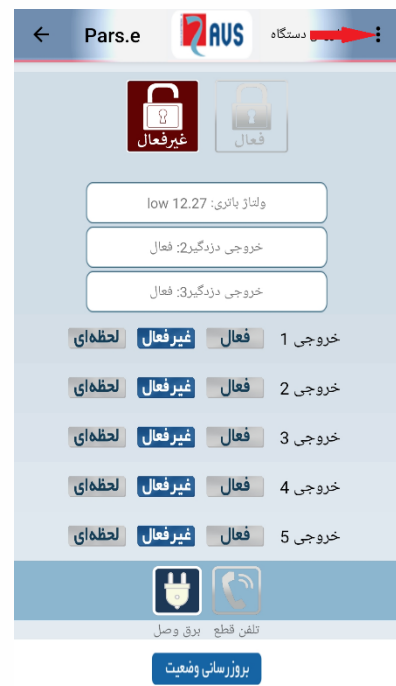 Pars.e
AVS
دستگاه
فعال
غیرفعال
ولتاژ باتری: 12.27 low
خروجی دزدگیر2: فعال
خروجی دزدگیر3: فعال
خروجی 1 فعال غیرفعال لحظه‌ای
خروجی 2 فعال غیرفعال لحظه‌ای
خروجی 3 فعال غیرفعال لحظه‌ای
خروجی 4 فعال غیرفعال لحظه‌ای
خروجی 5 فعال غیرفعال لحظه‌ای
تلفن قطع برق وصل
بروزرسانی وضعیت